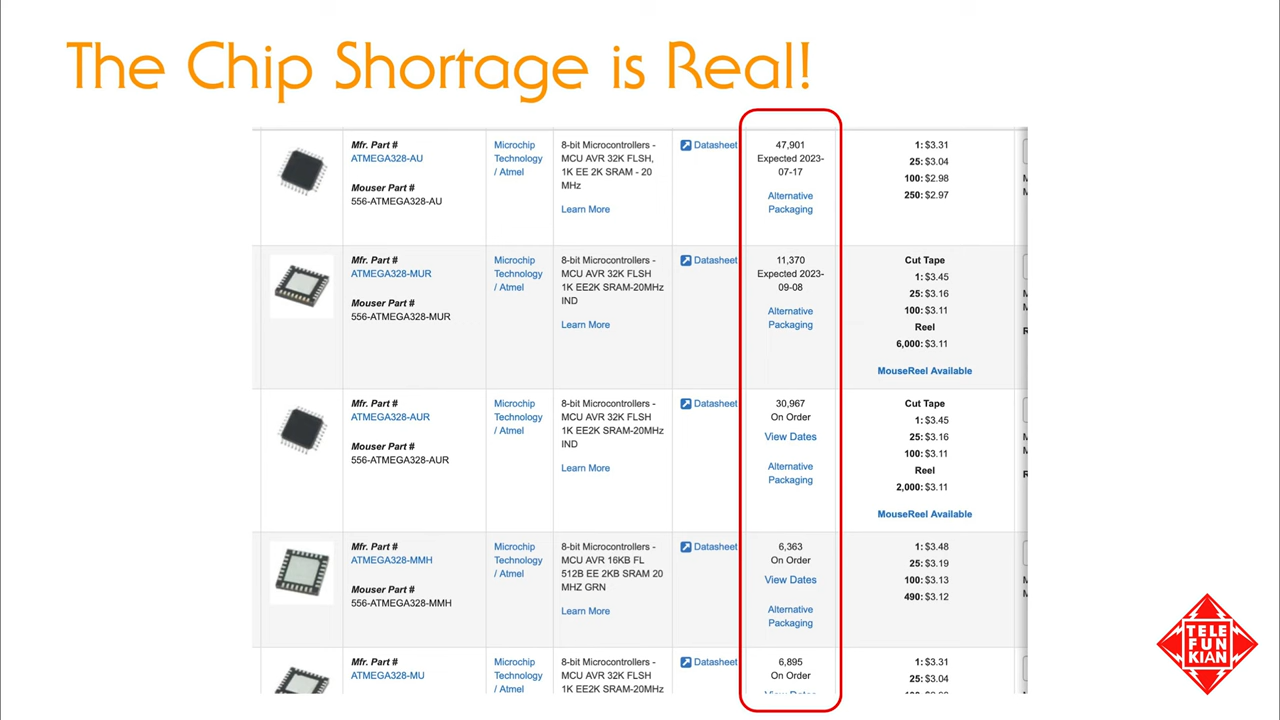 The Chip Shortage is Real!
Mfr. Part #
ATMEGA328-AU
Mouser Part #
556-ATMEGA328-AU
Microchip
Technology
/ Atmel
8-bit Microcontrollers -
MCU AVR 32K FLSH,
1K EE 2K SRAM - 20
MHz
Learn More
Datasheet
47,901
Expected 2023-
07-17
Alternative
Packaging
1: $3.31
25: $3.04
100: $2.98
250: $2.97
Mfr. Part #
ATMEGA328-MUR
Mouser Part #
556-ATMEGA328-MUR
Microchip
Technology
/ Atmel
8-bit Microcontrollers -
MCU AVR 32K FLSH
1K EE2K SRAM-20MHz
IND
Learn More
Datasheet
11,370
Expected 2023-
09-08
Alternative
Packaging
Cut Tape
1: $3.45
25: $3.16
100: $3.11
Reel
6,000: $3.11
MouseReel Available
Mfr. Part #
ATMEGA328-AUR
Mouser Part #
556-ATMEGA328-AUR
Microchip
Technology
/ Atmel
8-bit Microcontrollers -
MCU AVR 32K FLSH
1K EE2K SRAM-20MHz
IND
Learn More
Datasheet
30,967
On Order
View Dates
Alternative
Packaging
Cut Tape
1: $3.45
25: $3.16
100: $3.11
Reel
2,000: $3.11
MouseReel Available
Mfr. Part #
ATMEGA328-MMH
Mouser Part #
556-ATMEGA328-MMH
Microchip
Technology
/ Atmel
8-bit Microcontrollers -
MCU AVR 16KB FL
512B EE 2KB SRAM 20
MHZ GRN
Learn More
Datasheet
6,363
On Order
View Dates
Alternative
Packaging
1: $3.48
25: $3.19
100: $3.13
490: $3.12
Mfr. Part #
ATMEGA328-MU
Microchip
Technology
/ Atmel
8-bit Microcontrollers -
MCU AVR 32K FLSH
1K EE2K SRAM-20MHz
Datasheet
6,895
On Order
1: $3.31
25: $3.04
TELE
FUN
KIAN